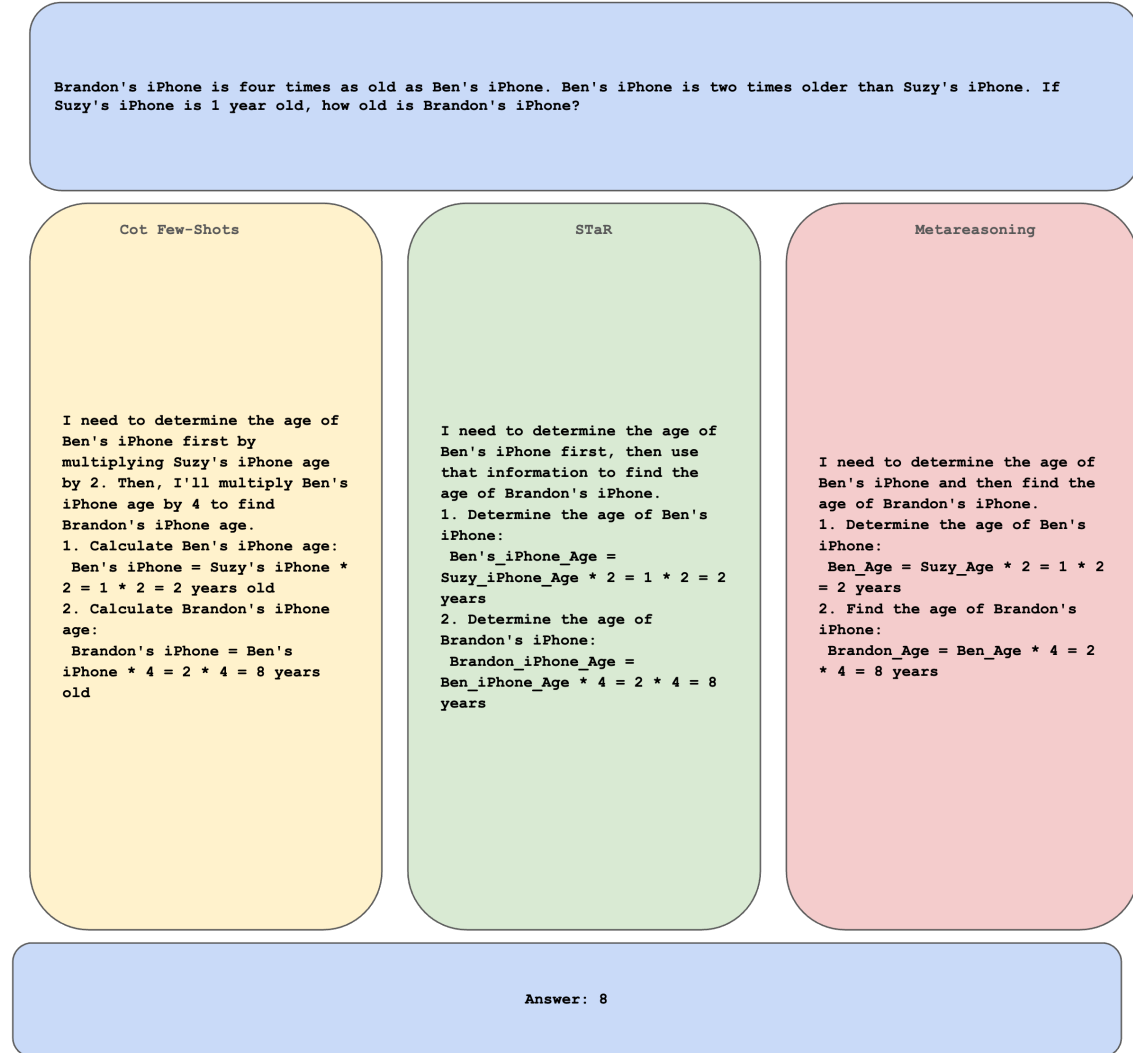 Brandon's iPhone is four times as old as Ben's iPhone. Ben's iPhone is two times older than Suzy's iPhone. If
Suzy's iPhone is 1 year old, how old is Brandon's iPhone?
Cot Few-Shots
I need to determine the age of
Ben's iPhone first by
multiplying Suzy's iPhone age
by 2. Then, I'll multiply Ben's
iPhone age by 4 to find
Brandon's iPhone age.
1. Calculate Ben's iPhone age:
Ben's iPhone = Suzy's iPhone *
2 = 1 * 2 = 2 years old
2. Calculate Brandon's iPhone
age:
Brandon's iPhone = Ben's
iPhone * 4 = 2 * 4 = 8 years
old
STaR
I need to determine the age of
Ben's iPhone first, then use
that information to find the
age of Brandon's iPhone.
1. Determine the age of Ben's
iPhone:
Ben's_iPhone_Age =
Suzy_iPhone_Age * 2 = 1 * 2 = 2
years
2. Determine the age of
Brandon's iPhone:
Brandon_iPhone_Age =
Ben_iPhone_Age * 4 = 2 * 4 = 8
years
Metareasoning
I need to determine the age of
Ben's iPhone and then find the
age of Brandon's iPhone.
1. Determine the age of Ben's
iPhone:
Ben_Age = Suzy_Age * 2 = 1 * 2
= 2 years
2. Find the age of Brandon's
iPhone:
Brandon_Age = Ben_Age * 4 = 2
* 4 = 8 years
Answer: 8